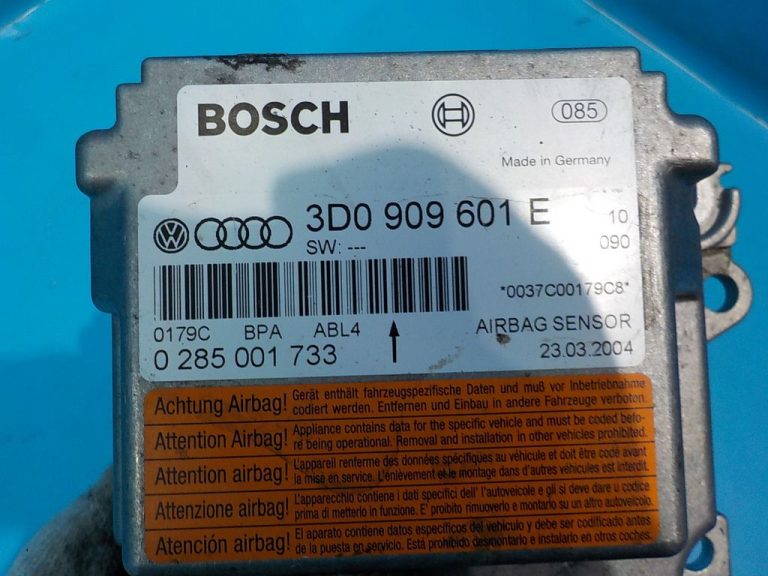 BOSCH
085
Made in Germany
3D0 909 601 E
10
SW: ---
090
*0037C00179C8*
0179C BPA ABL4
AIRBAG SENSOR
0 285 001 733
23.03.2004
Achtung Airbag! Gerät enthält fahrzeugspezifische Daten und muß vor Inbetriebnahme
codiert werden. Entfernen und Einbau in andere Fahrzeuge verboten.
Attention Airbag! Appliance contains data for the specific vehicle and must be coded befo-
re being operational. Removal and installation in other vehicles prohibited.
Attention airbag! L'appareil renferme des données spécifiques au véhicule et doit être codé avant
la mise en service. L'énlèvement et le montage dans d'autres véhicules est interdit.
Attenzione airbag! L'apparecchio contiene i dati specifici dell' l'autoveicolo e gli si deve dare u codice
prima di metterlo in funzione. E' proibito rimuoverlo e montarlo su un altro autoveicolo.
Atención airbag! El aparato contiene datos específicos del vehículo y debe ser codificado antes
de la puesta en servicio. Está prohibido desmontarlo e instalarlo en otros coches.